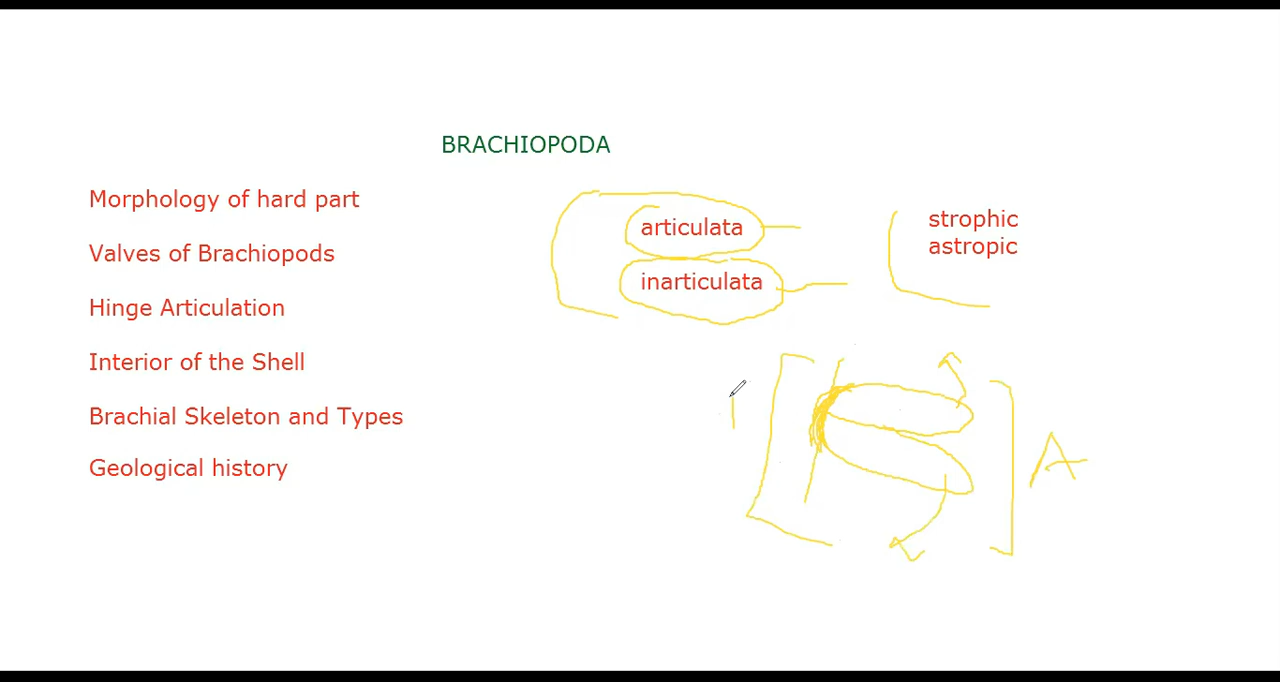 BRACHIOPODA
Morphology of hard part
Valves of Brachiopods
Hinge Articulation
Interior of the Shell
Brachial Skeleton and Types
Geological history
articulata
inarticulata
strophic
astropic
A